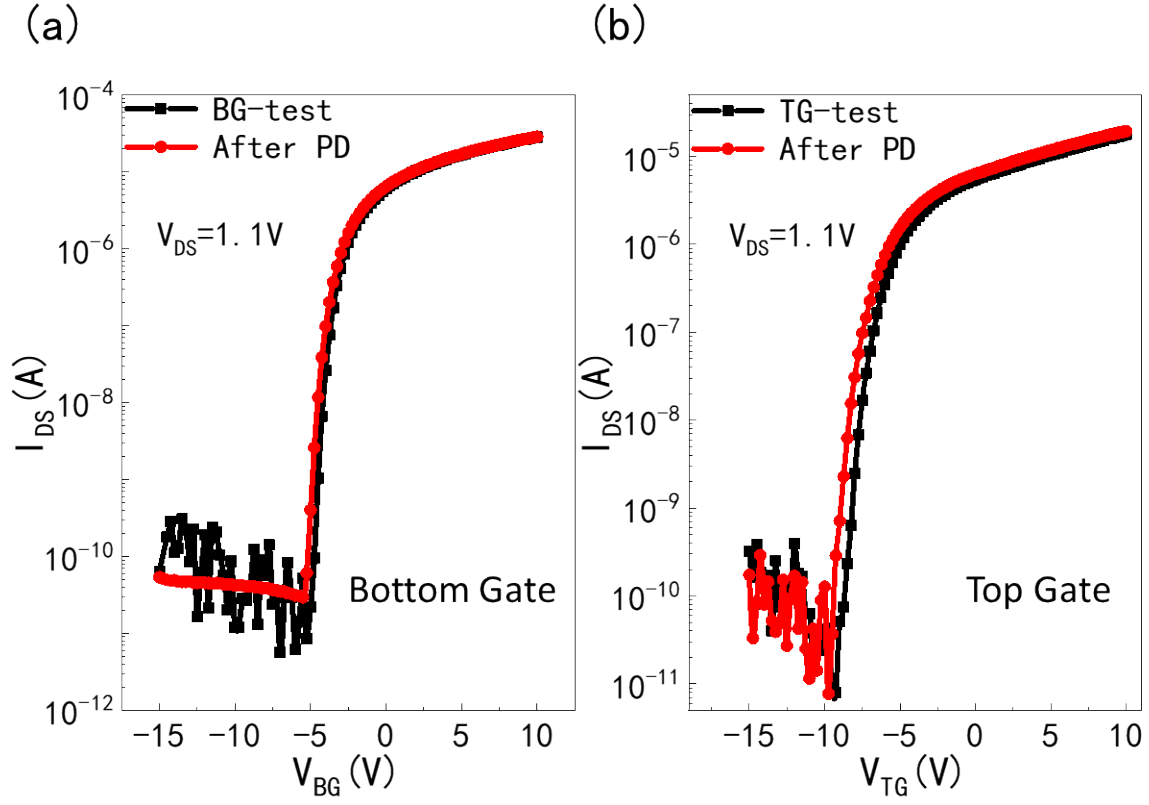 (a)
10⁻⁴
10⁻⁶
10⁻⁸
10⁻¹⁰
10⁻¹²
I_DS(A)
BG-test
After PD
V_DS=1.1V
Bottom Gate
−15 −10 −5 0 5 10
V_BG(V)
(b)
10⁻⁵
10⁻⁶
10⁻⁷
10⁻⁸
10⁻⁹
10⁻¹⁰
10⁻¹¹
I_DS(A)
TG-test
After PD
V_DS=1.1V
Top Gate
−15 −10 −5 0 5 10
V_TG(V)